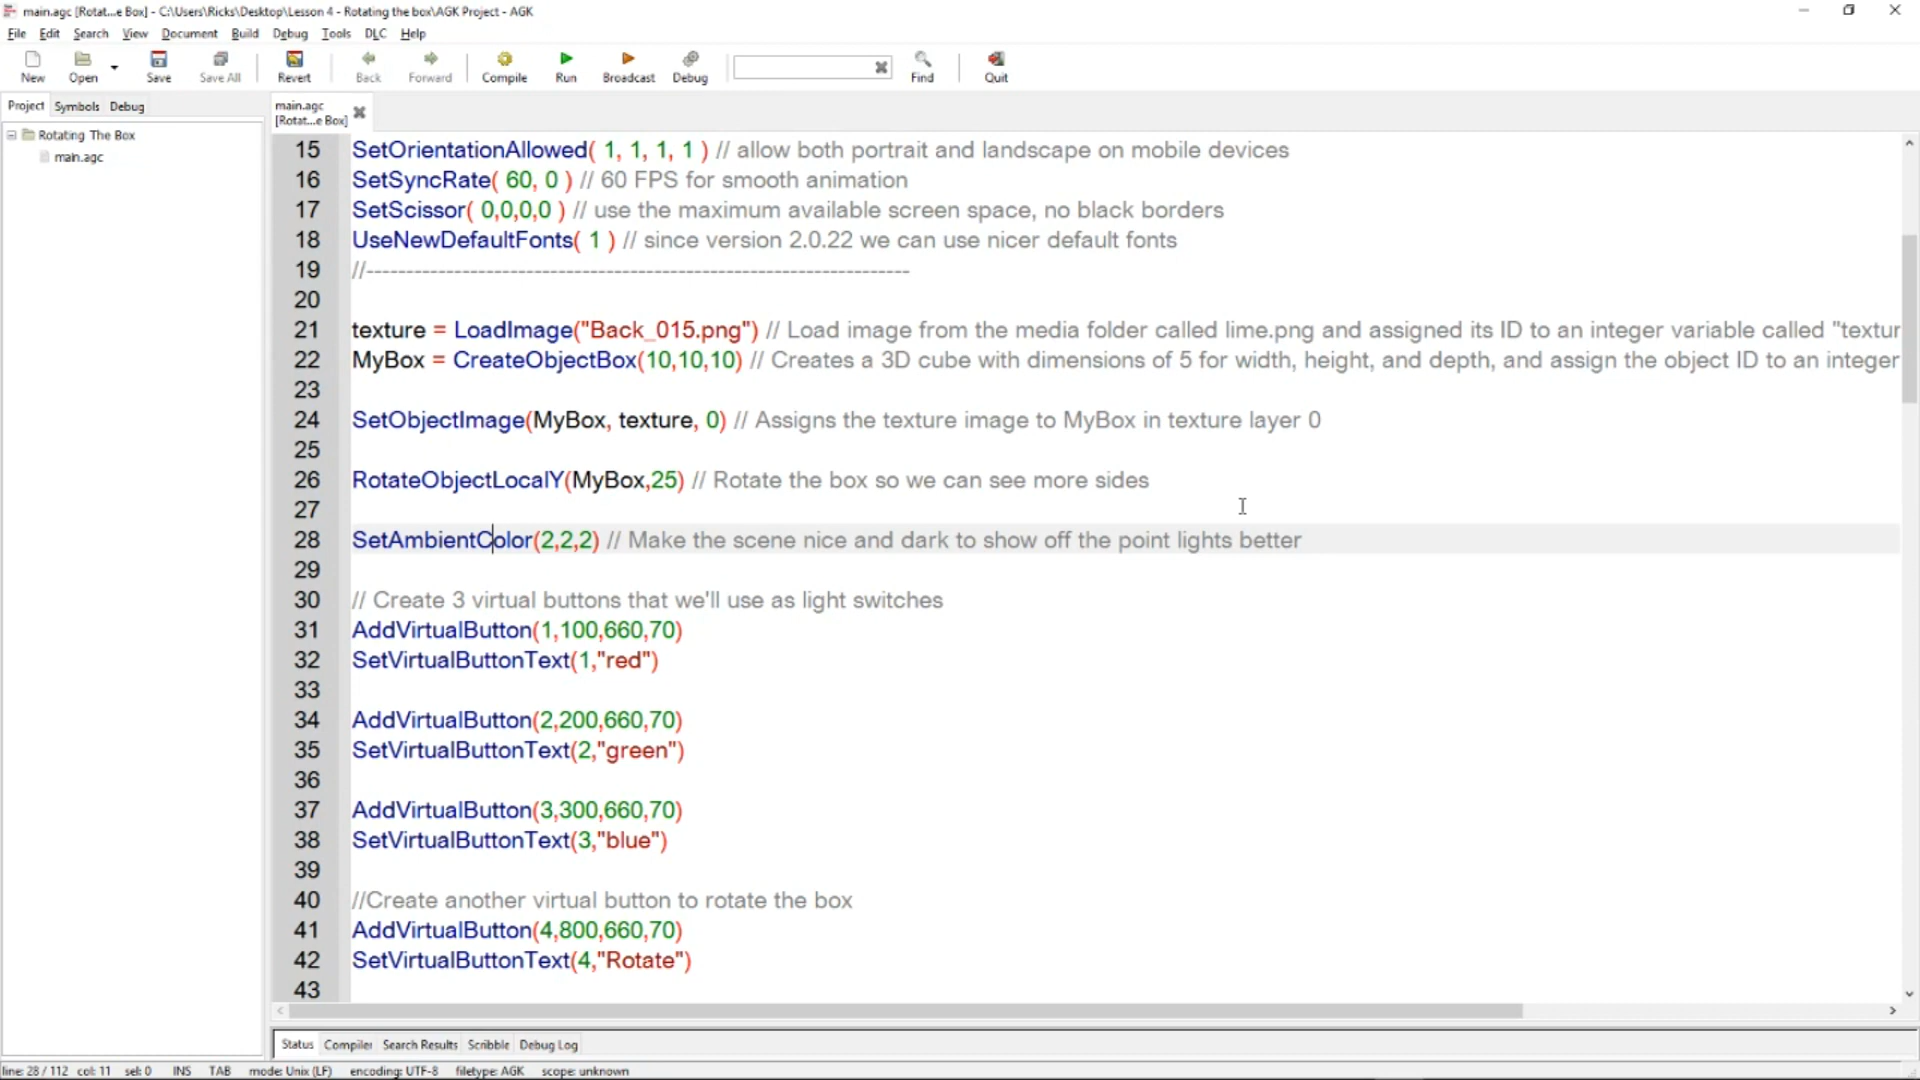 main.agc [Rotat...e Box] - C:\Users\Ricks\Desktop\Lesson 4 - Rotating the box\AGK Project - AGK
File Edit Search View Document Build Debug Tools DLC Help
New Open Save Save All Revert Back Forward Compile Run Broadcast Debug Find Quit
Project Symbols Debug
main.agc
[Rotat...e Box]
Rotating The Box
main.agc
15 SetOrientationAllowed( 1, 1, 1, 1 ) // allow both portrait and landscape on mobile devices
16 SetSyncRate( 60, 0 ) // 60 FPS for smooth animation
17 SetScissor( 0,0,0,0 ) // use the maximum available screen space, no black borders
18 UseNewDefaultFonts( 1 ) // since version 2.0.22 we can use nicer default fonts
19 //--------------------------------------------------------------------
20
21 texture = LoadImage("Back_015.png") // Load image from the media folder called lime.png and assigned its ID to an integer variable called "textur
22 MyBox = CreateObjectBox(10,10,10) // Creates a 3D cube with dimensions of 5 for width, height, and depth, and assign the object ID to an integer
23
24 SetObjectImage(MyBox, texture, 0) // Assigns the texture image to MyBox in texture layer 0
25
26 RotateObjectLocalY(MyBox,25) // Rotate the box so we can see more sides
27
28 SetAmbientColor(2,2,2) // Make the scene nice and dark to show off the point lights better
29
30 // Create 3 virtual buttons that we'll use as light switches
31 AddVirtualButton(1,100,660,70)
32 SetVirtualButtonText(1,"red")
33
34 AddVirtualButton(2,200,660,70)
35 SetVirtualButtonText(2,"green")
36
37 AddVirtualButton(3,300,660,70)
38 SetVirtualButtonText(3,"blue")
39
40 //Create another virtual button to rotate the box
41 AddVirtualButton(4,800,660,70)
42 SetVirtualButtonText(4,"Rotate")
43
Status Compiler Search Results Scribble Debug Log
line: 28 / 112 col: 11 sel: 0 INS TAB mode: Unix (LF) encoding: UTF-8 filetype: AGK scope: unknown